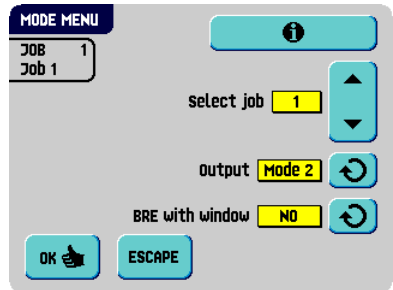 MODE MENU
JOB 1
Job 1
Select job 1
Output Mode 2
BRE with window NO
OK ESCAPE